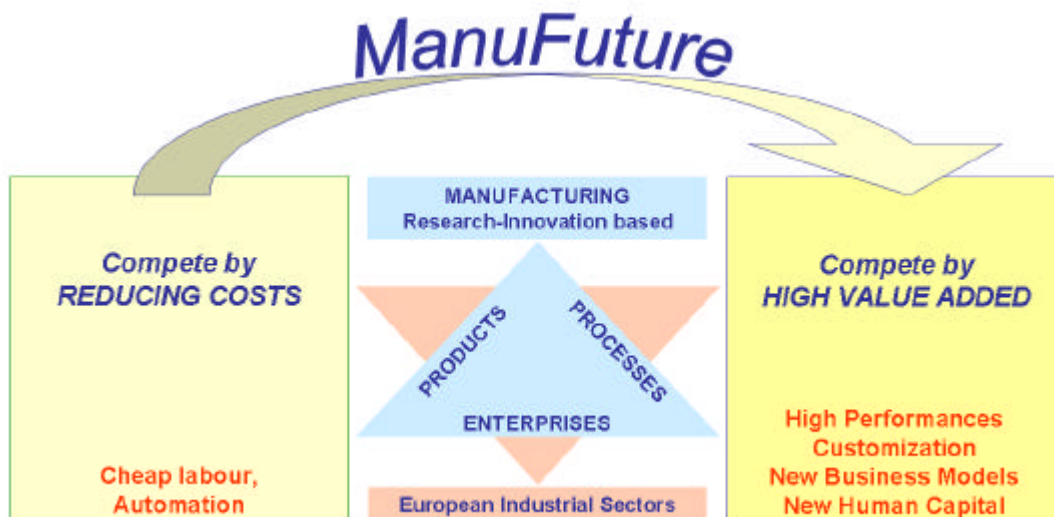 ManuFuture
Compete by
REDUCING COSTS
Cheap labour,
Automation
MANUFACTURING
Research-Innovation based
PRODUCTS
PROCESSES
ENTERPRISES
European Industrial Sectors
Compete by
HIGH VALUE ADDED
High Performances
Customization
New Business Models
New Human Capital